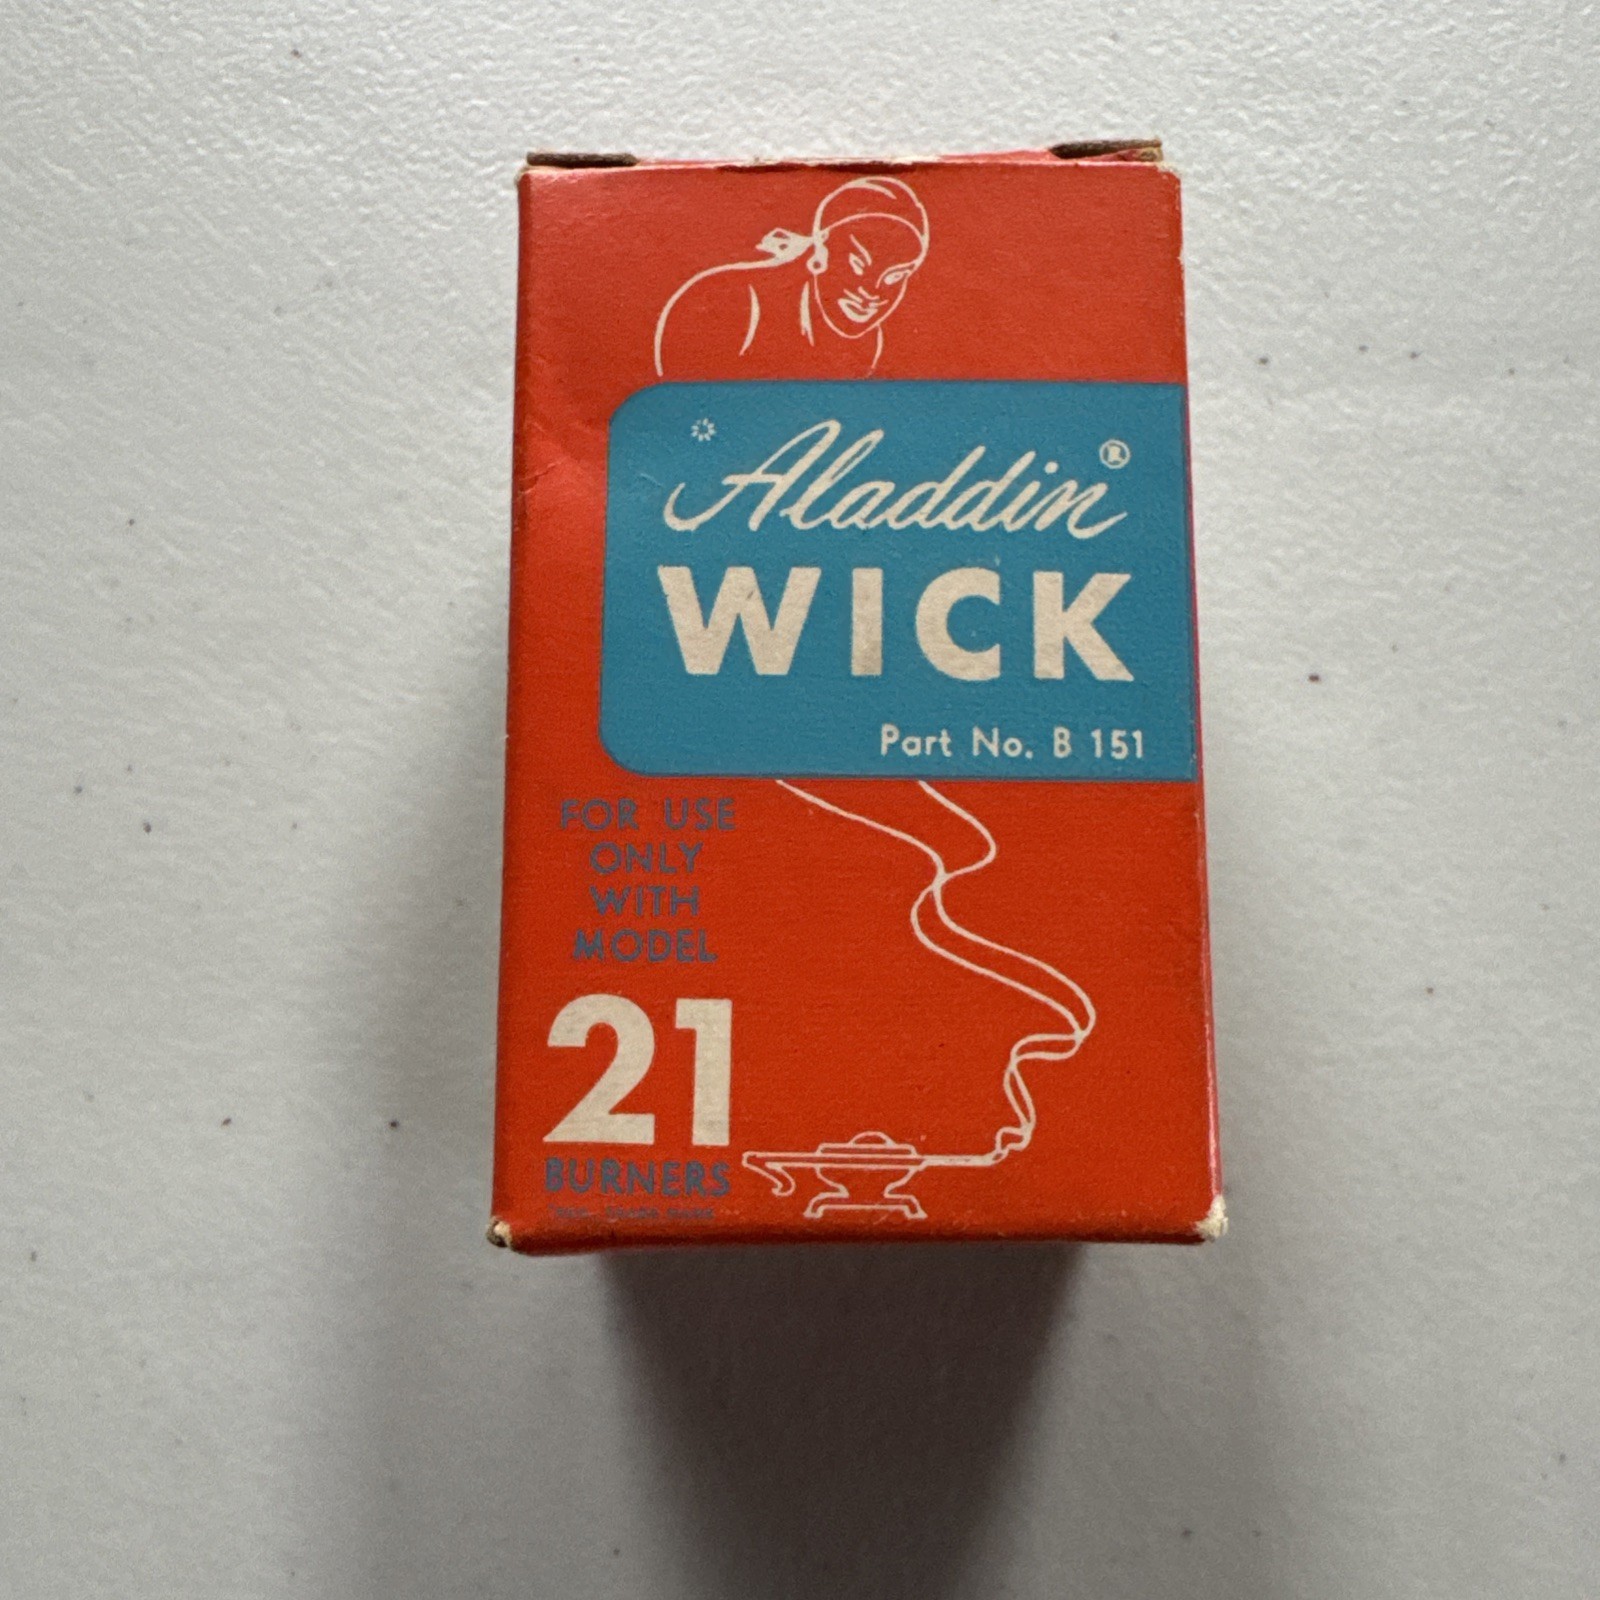 Aladdin®
WICK
Part No. B 151
FOR USE
ONLY
WITH
MODEL
21
BURNERS